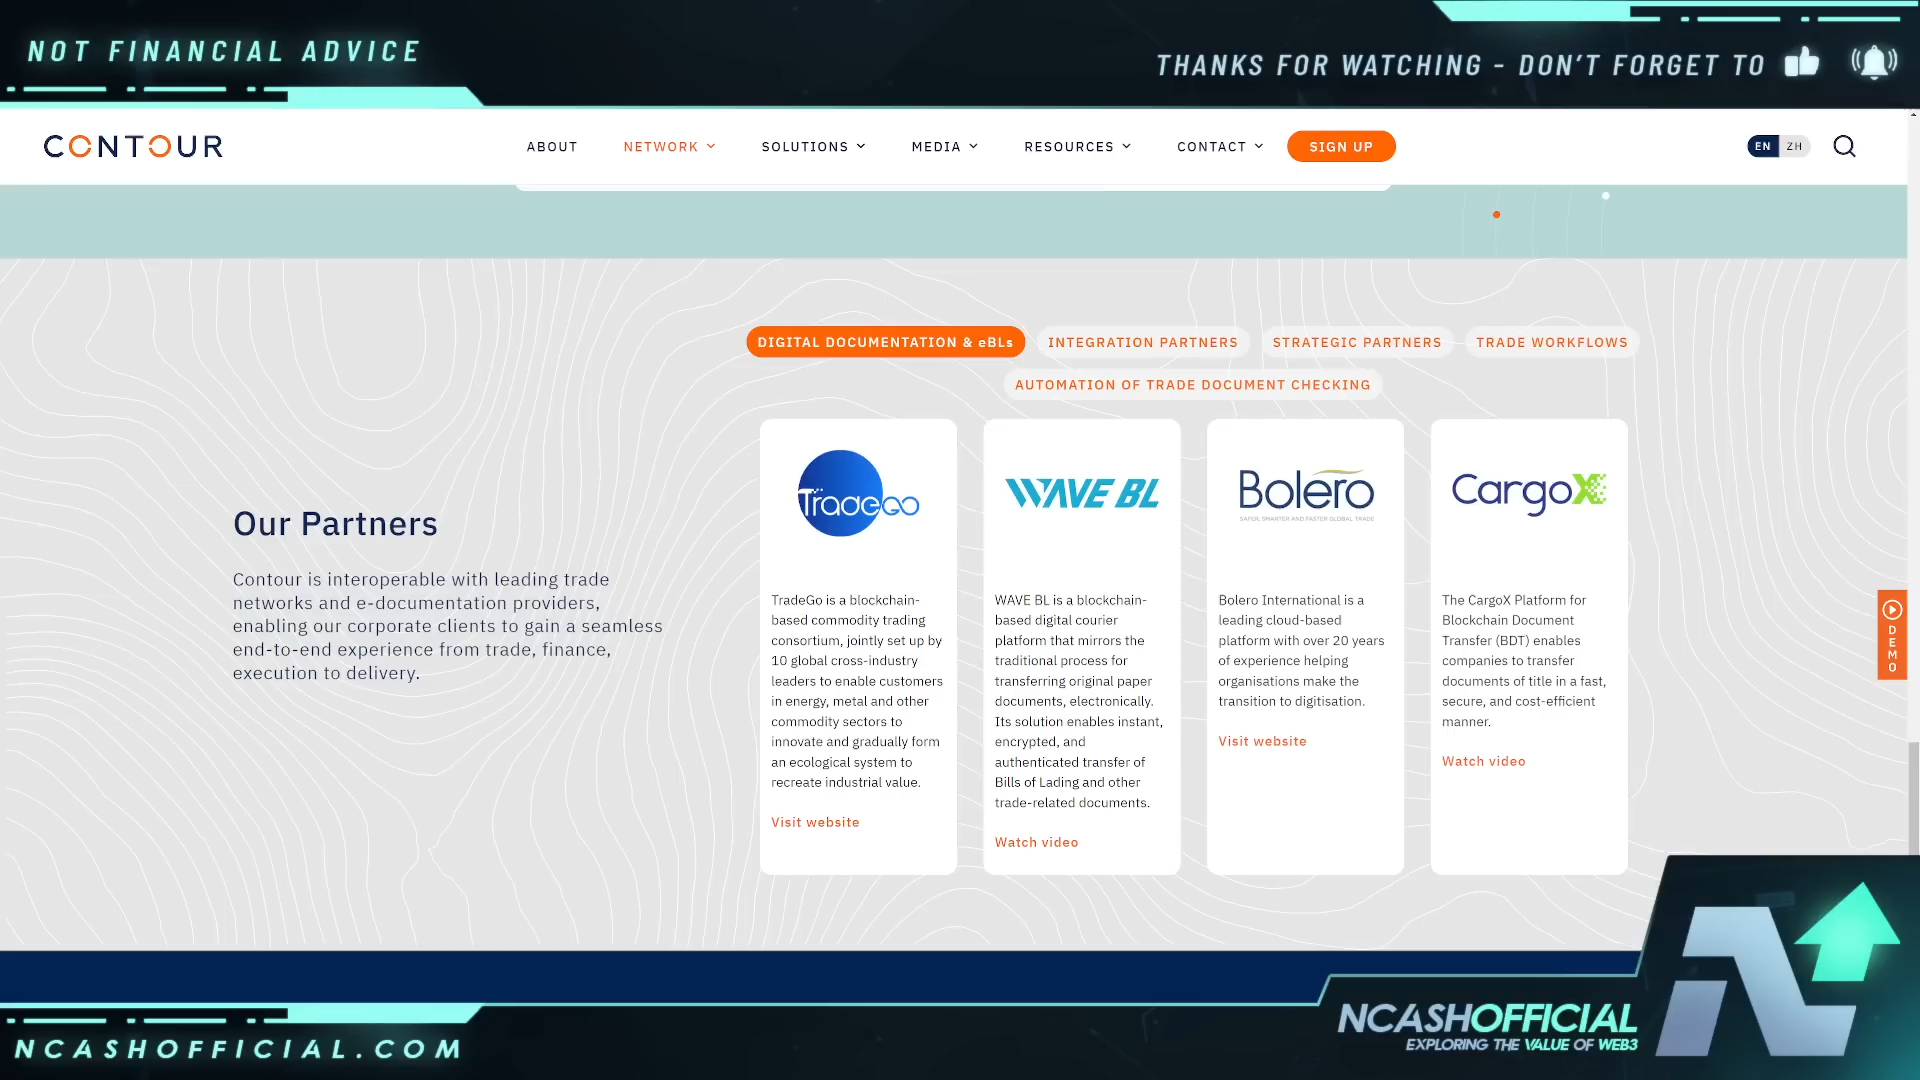 NOT FINANCIAL ADVICE
THANKS FOR WATCHING - DON'T FORGET TO
CONTOUR
ABOUT
NETWORK
SOLUTIONS
MEDIA
RESOURCES
CONTACT
SIGN UP
EN ZH
DIGITAL DOCUMENTATION & eBLs
INTEGRATION PARTNERS
STRATEGIC PARTNERS
TRADE WORKFLOWS
AUTOMATION OF TRADE DOCUMENT CHECKING
Our Partners
Contour is interoperable with leading trade
networks and e-documentation providers,
enabling our corporate clients to gain a seamless
end-to-end experience from trade, finance,
execution to delivery.
TradeGo
TradeGo is a blockchain-
based commodity trading
consortium, jointly set up by
10 global cross-industry
leaders to enable customers
in energy, metal and other
commodity sectors to
innovate and gradually form
an ecological system to
recreate industrial value.
Visit website
WAVE BL
WAVE BL is a blockchain-
based digital courier
platform that mirrors the
traditional process for
transferring original paper
documents, electronically.
Its solution enables instant,
encrypted, and
authenticated transfer of
Bills of Lading and other
trade-related documents.
Watch video
Bolero
SAFER, SMARTER AND FASTER GLOBAL TRADE
Bolero International is a
leading cloud-based
platform with over 20 years
of experience helping
organisations make the
transition to digitisation.
Visit website
CargoX
The CargoX Platform for
Blockchain Document
Transfer (BDT) enables
companies to transfer
documents of title in a fast,
secure, and cost-efficient
manner.
Watch video
DEMO
NCASHOFFICIAL.COM
NCASHOFFICIAL
EXPLORING THE VALUE OF WEB3